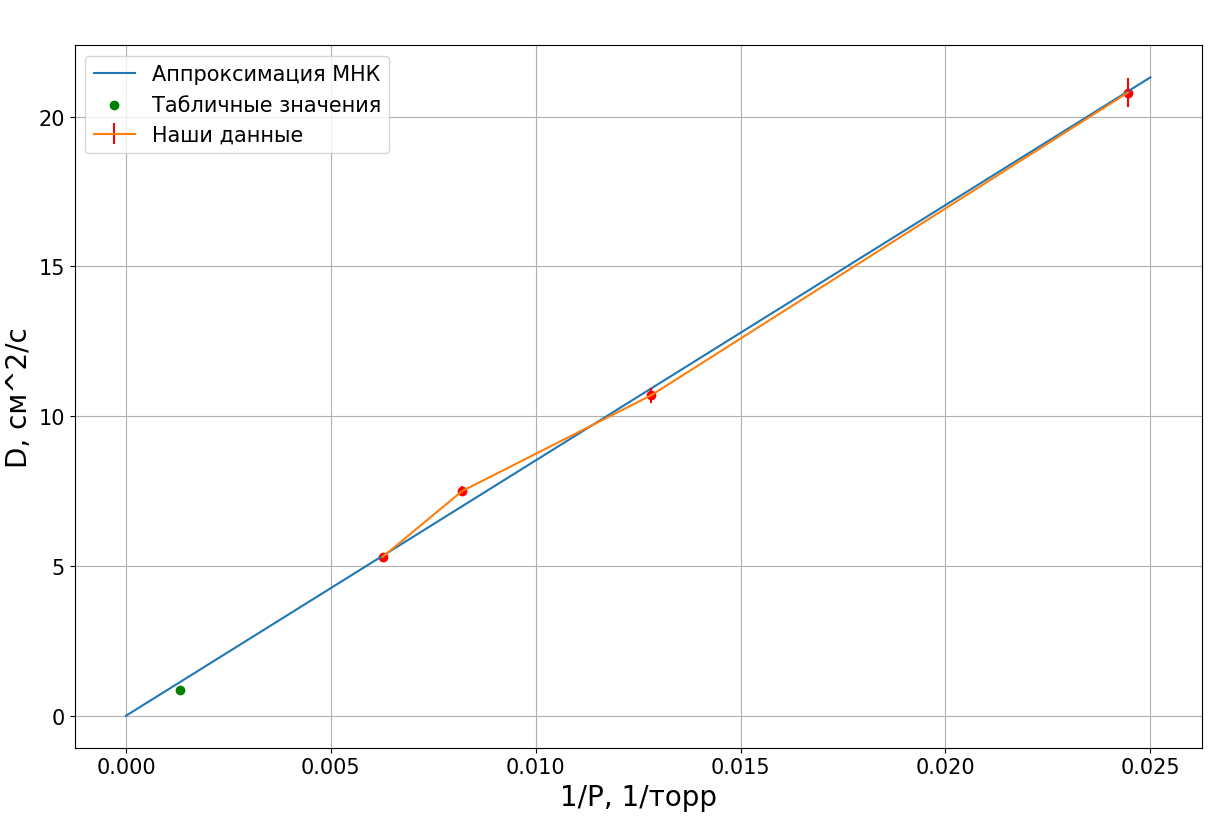 Аппроксимация МНК
Табличные значения
Наши данные
20
15
10
5
0
D, см^2/с
0.000 0.005 0.010 0.015 0.020 0.025
1/P, 1/торр